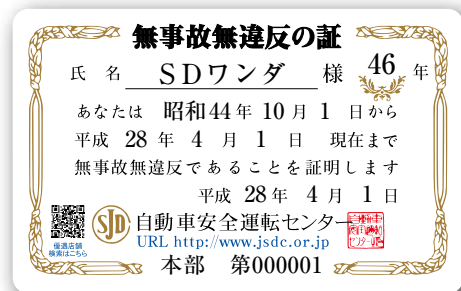 無事故無違反の証
氏名 SDワンダ 様 46 年
あなたは 昭和44年 10月 1 日から
平成 28 年 4 月 1 日 現在まで
無事故無違反であることを証明します
平成 28 年 4 月 1 日
SJD 自動車安全運転センター
URL http://www.jsdc.or.jp
優遇店舗
検索はこちら
本部 第000001